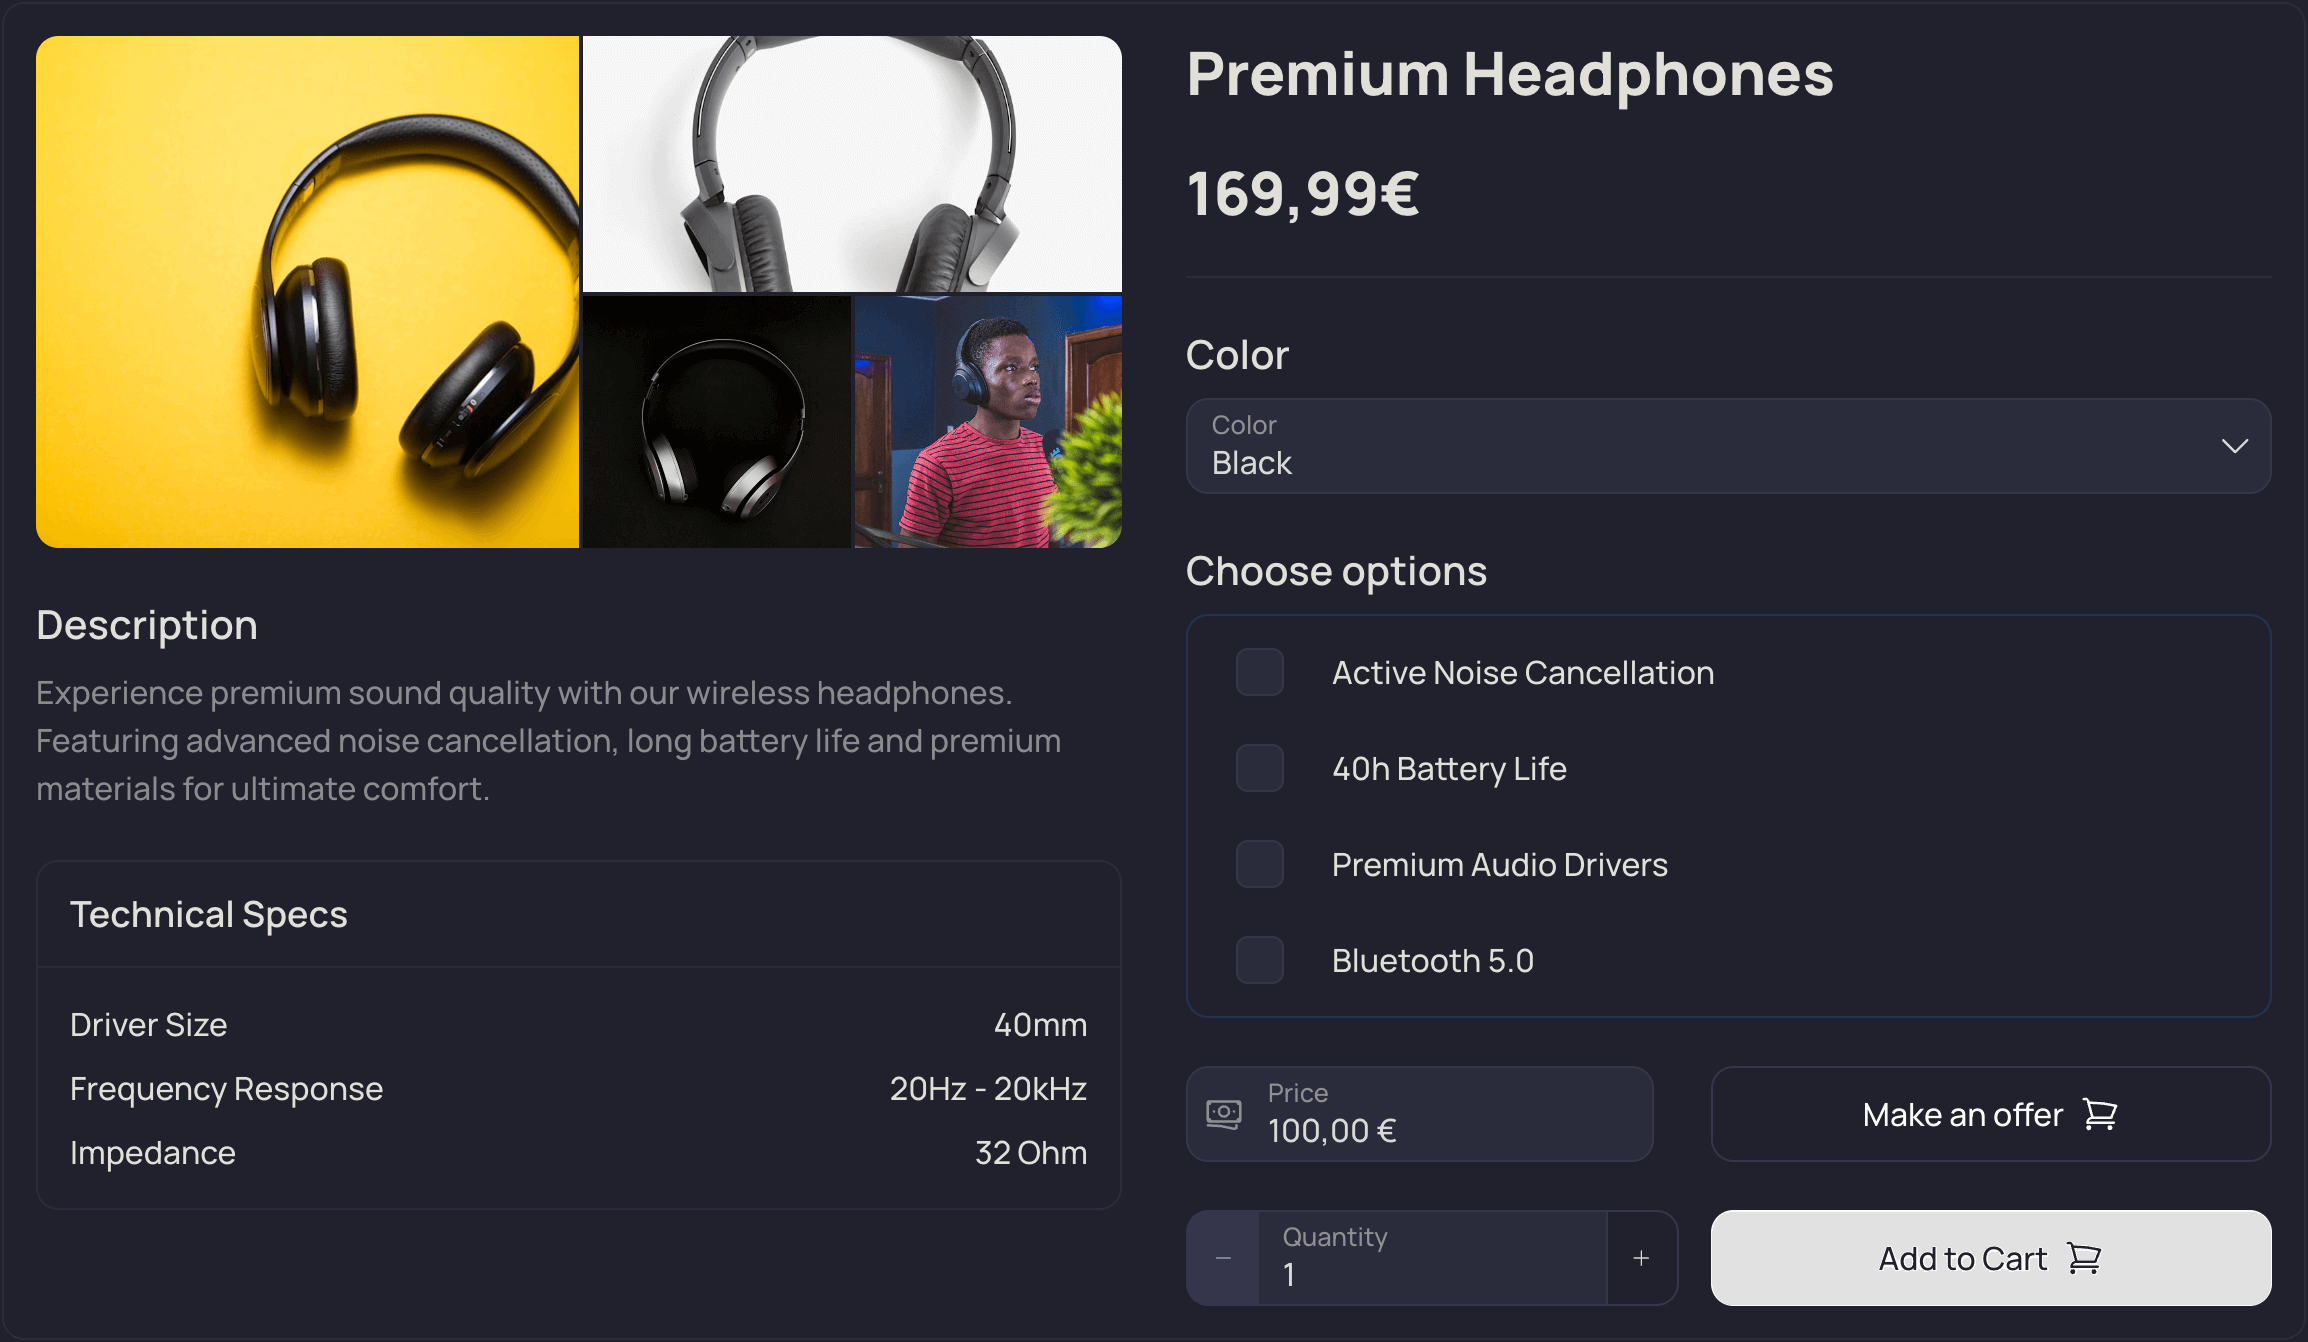 Premium Headphones
169,99€
Description
Experience premium sound quality with our wireless headphones.
Featuring advanced noise cancellation, long battery life and premium
materials for ultimate comfort.
Technical Specs
Driver Size 40mm
Frequency Response 20Hz - 20kHz
Impedance 32 Ohm
Color
Color
Black
Choose options
Active Noise Cancellation
40h Battery Life
Premium Audio Drivers
Bluetooth 5.0
Price
100,00 €
Make an offer
Quantity
1
Add to Cart